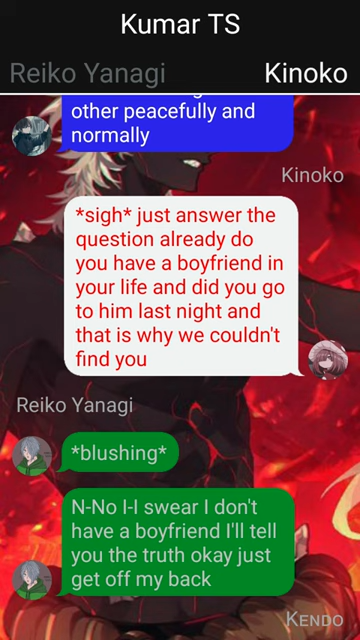 Kumar TS
Reiko Yanagi
Kinoko
other peacefully and
normally
Kinoko
*sigh* just answer the
question already do
you have a boyfriend in
your life and did you go
to him last night and
that is why we couldn't
find you
Reiko Yanagi
*blushing*
N-No I-I swear I don't
have a boyfriend I'll tell
you the truth okay just
get off my back
Kendo